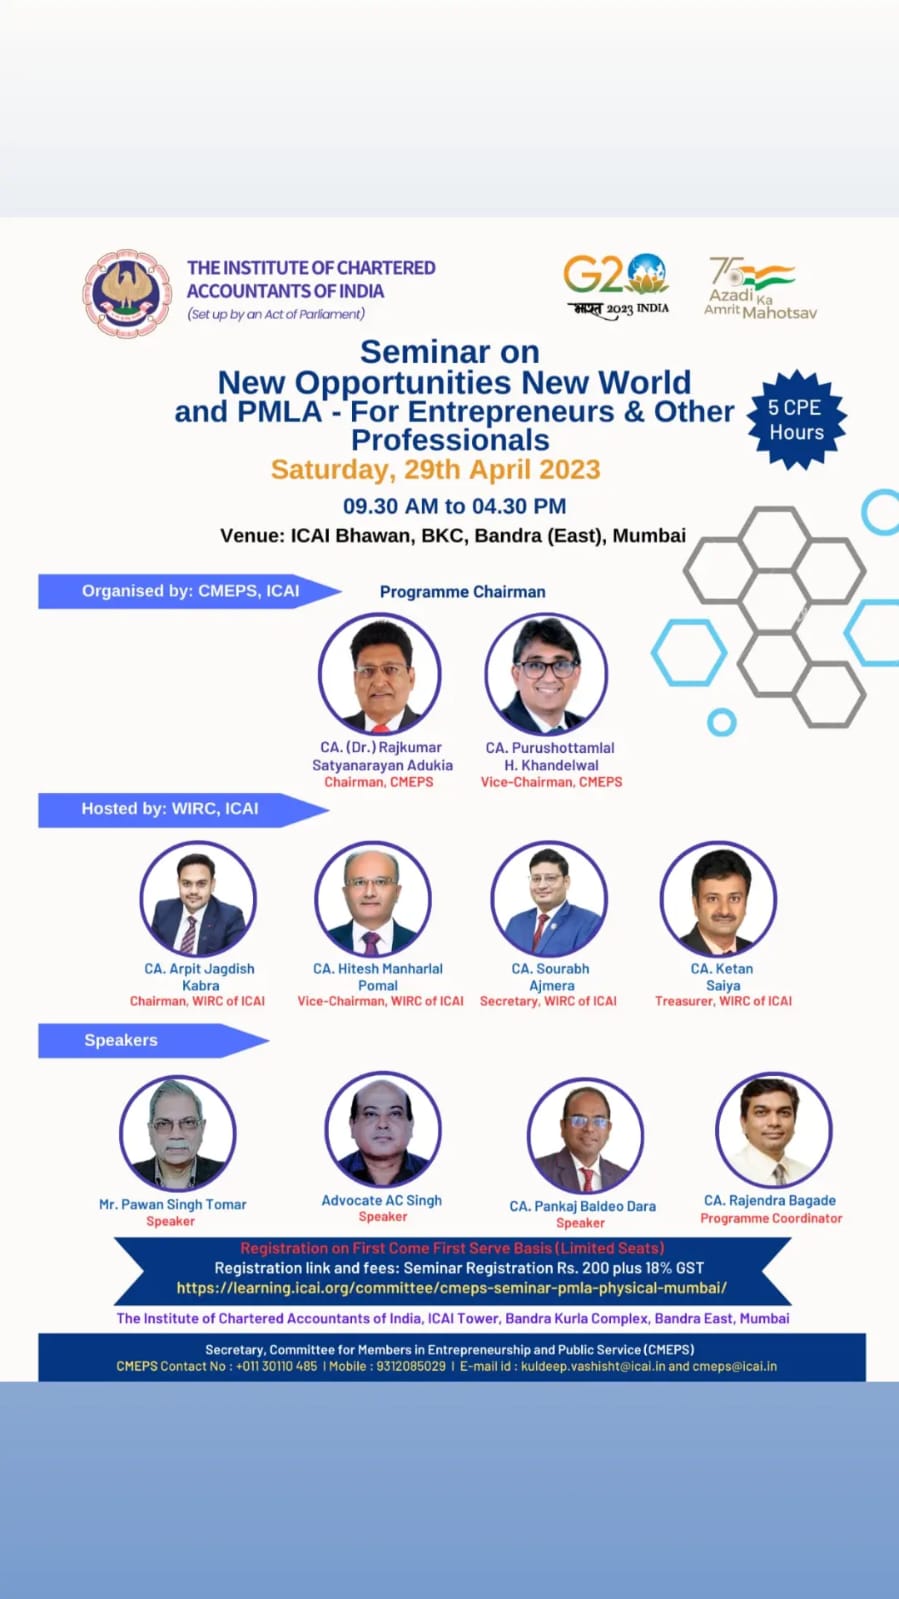 THE INSTITUTE OF CHARTERED
ACCOUNTANTS OF INDIA
(Set up by an Act of Parliament)
G20
भारत 2023 INDIA
75
Azadi Ka
Amrit Mahotsav
Seminar on
New Opportunities New World
and PMLA - For Entrepreneurs & Other
Professionals
5 CPE
Hours
Saturday, 29th April 2023
09.30 AM to 04.30 PM
Venue: ICAI Bhawan, BKC, Bandra (East), Mumbai
Organised by: CMEPS, ICAI
Programme Chairman
CA. (Dr.) Rajkumar
Satyanarayan Adukia
Chairman, CMEPS
CA. Purushottamlal
H. Khandelwal
Vice-Chairman, CMEPS
Hosted by: WIRC, ICAI
CA. Arpit Jagdish
Kabra
Chairman, WIRC of ICAI
CA. Hitesh Manharlal
Pomal
Vice-Chairman, WIRC of ICAI
CA. Sourabh
Ajmera
Secretary, WIRC of ICAI
CA. Ketan
Saiya
Treasurer, WIRC of ICAI
Speakers
Mr. Pawan Singh Tomar
Speaker
Advocate AC Singh
Speaker
CA. Pankaj Baldeo Dara
Speaker
CA. Rajendra Bagade
Programme Coordinator
Registration on First Come First Serve Basis (Limited Seats)
Registration link and fees: Seminar Registration Rs. 200 plus 18% GST
https://learning.icai.org/committee/cmeps-seminar-pmla-physical-mumbai/
The Institute of Chartered Accountants of India, ICAI Tower, Bandra Kurla Complex, Bandra East, Mumbai
Secretary, Committee for Members in Entrepreneurship and Public Service (CMEPS)
CMEPS Contact No : +011 30110 485 I Mobile : 9312085029 I E-mail id : kuldeep.vashisht@icai.in and cmeps@icai.in